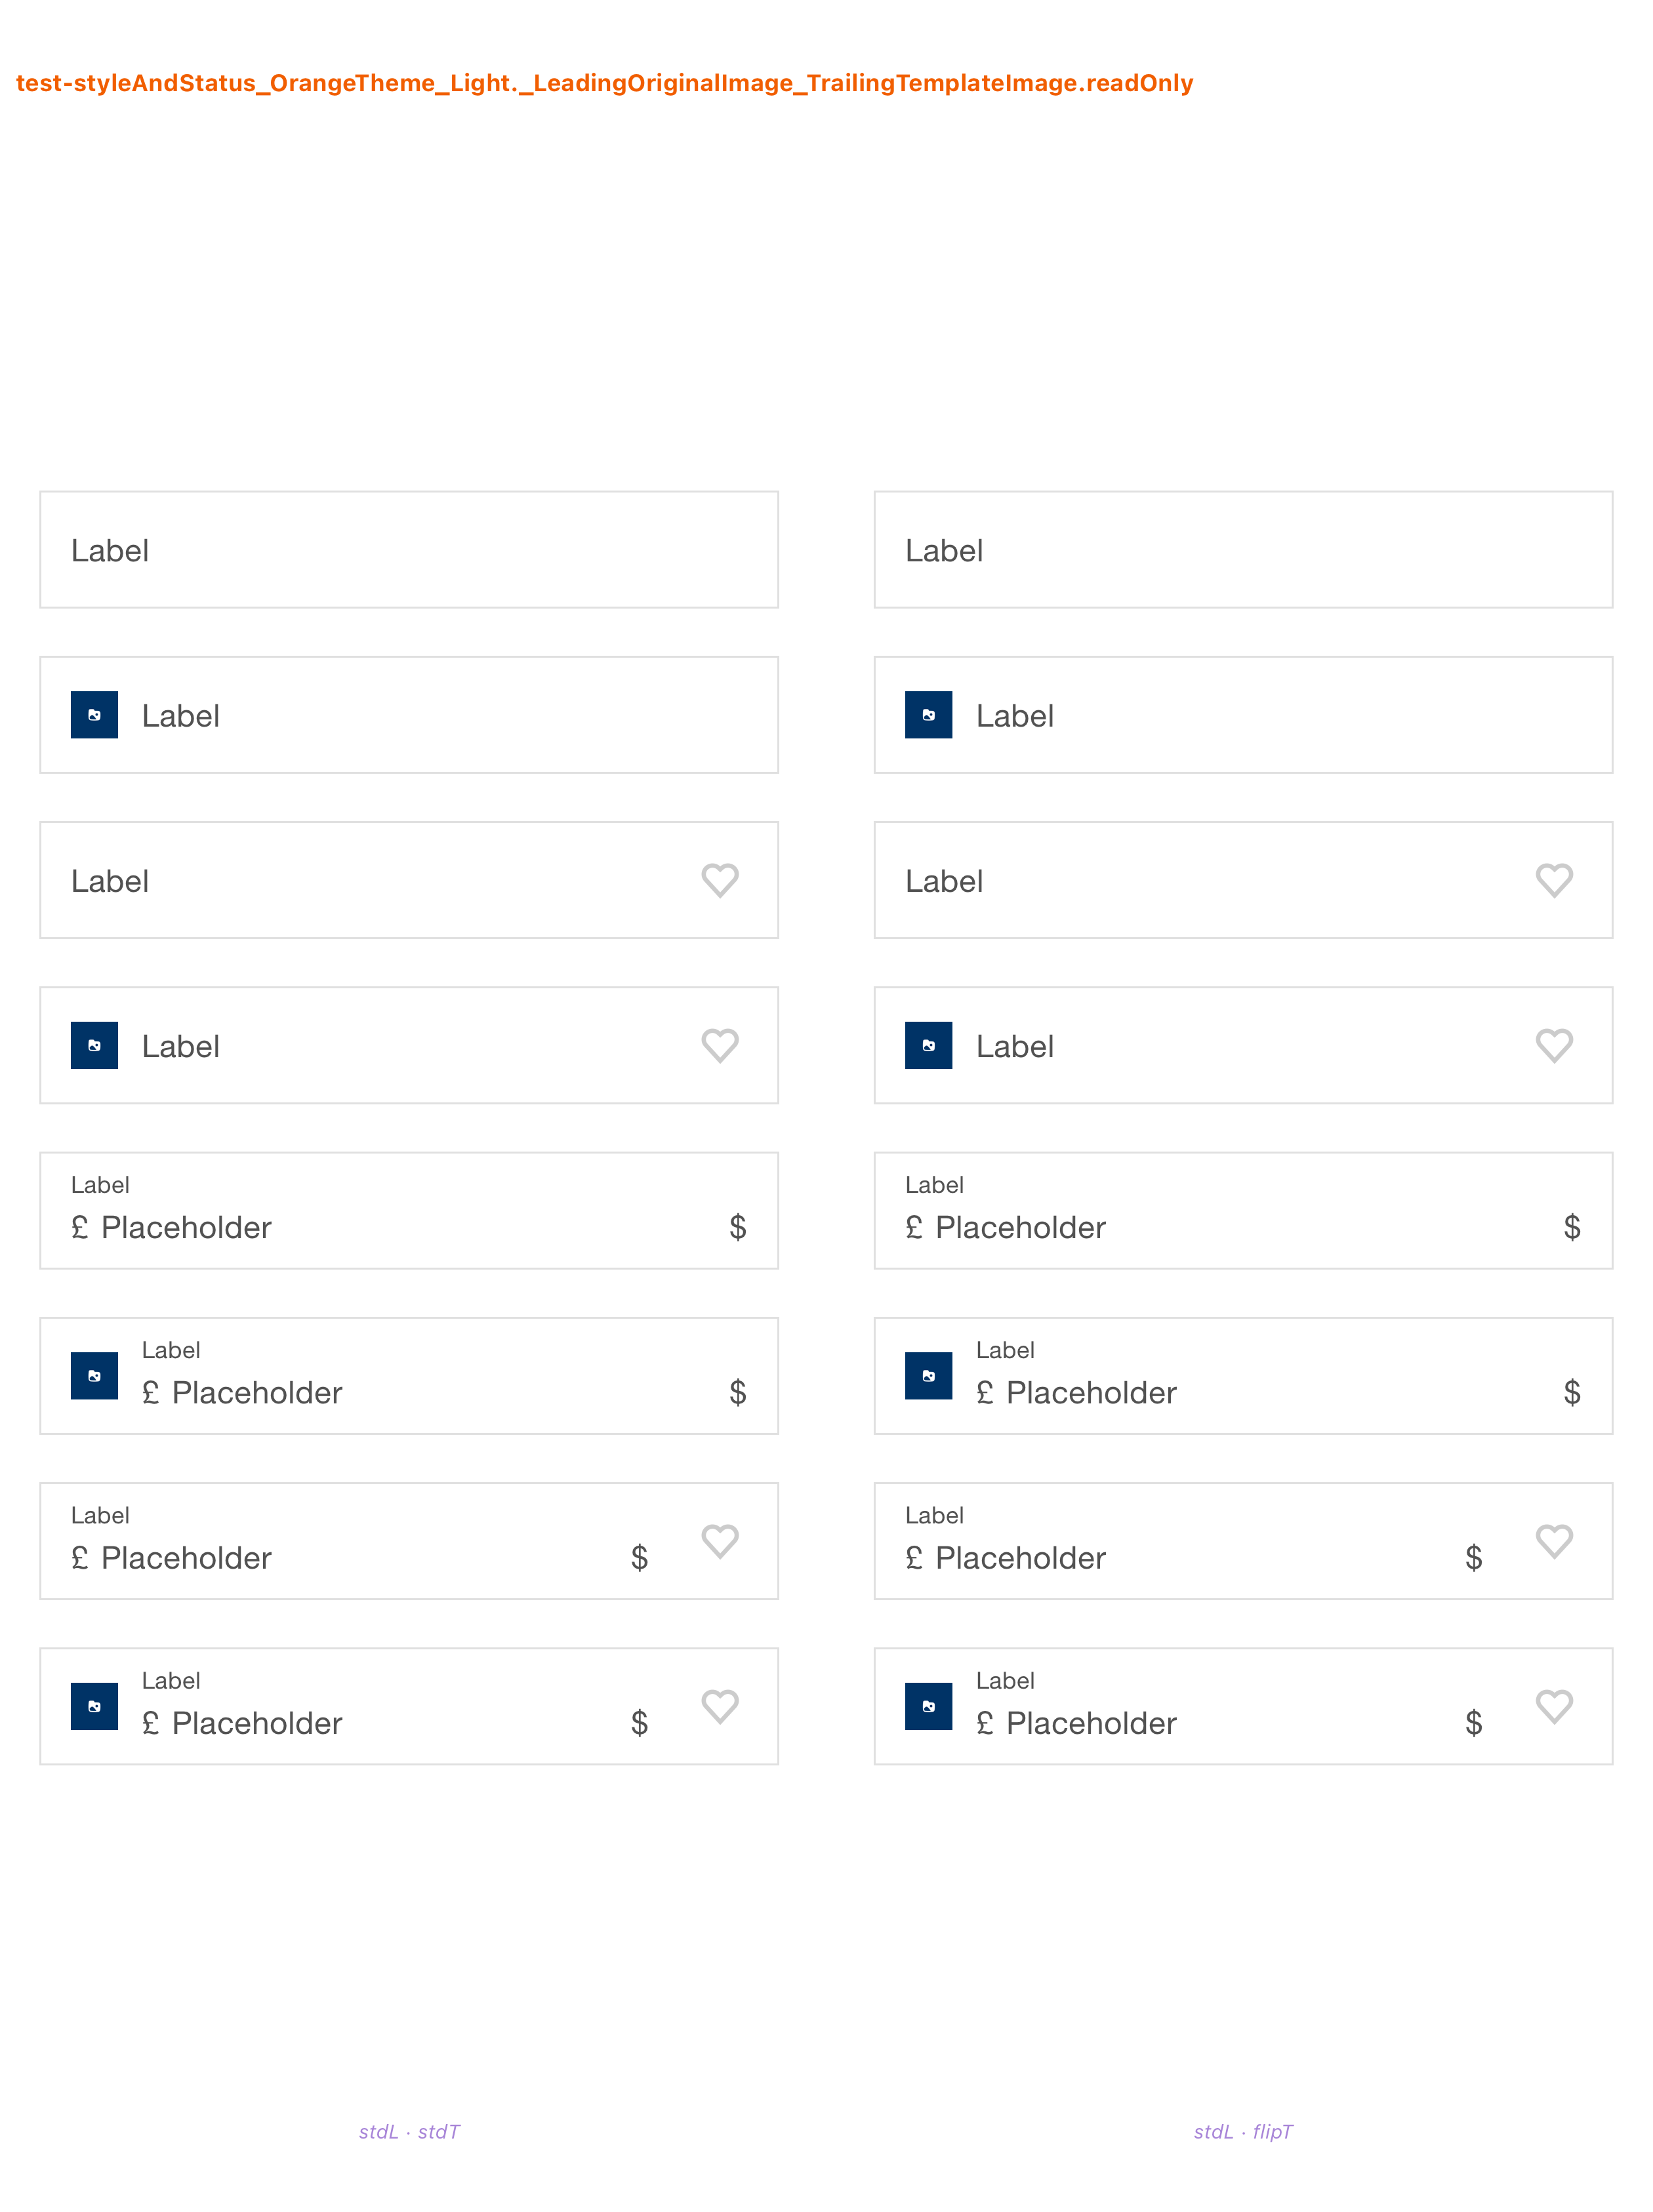 test-styleAndStatus_OrangeTheme_Light._LeadingOriginalImage_TrailingTemplateImage.readOnly
Label
Label
Label
Label
Label
Label
Label
Label
Label
Label
£ Placeholder $
£ Placeholder $
Label
Label
£ Placeholder $
£ Placeholder $
Label
Label
£ Placeholder $
£ Placeholder $
Label
Label
£ Placeholder $
£ Placeholder $
stdL · stdT
stdL · flipT